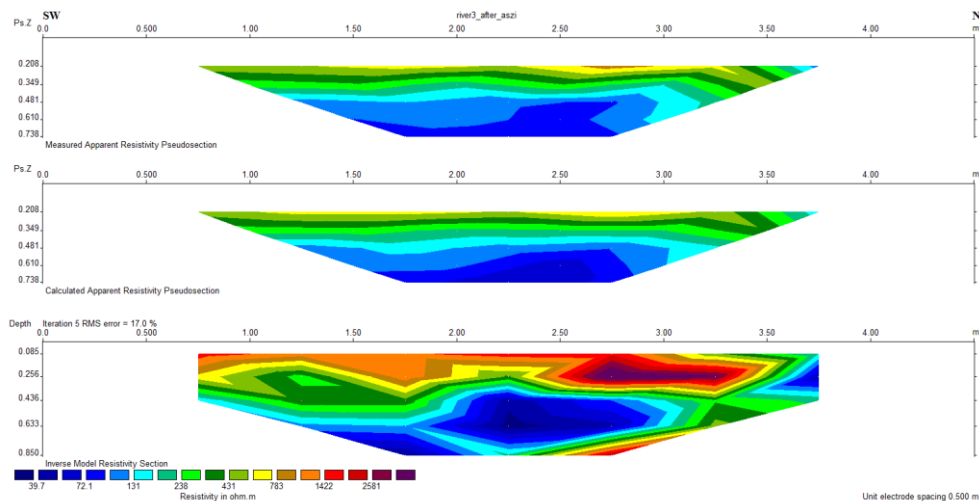 SW river3_after_aszi N
Ps.Z 0.0 0.50 1.00 1.50 2.00 2.50 3.00 3.50 4.00 m
0.208
0.349
0.481
0.610
0.738
Measured Apparent Resistivity Pseudosection
Ps.Z 0.0 0.50 1.00 1.50 2.00 2.50 3.00 3.50 4.00 m
0.208
0.349
0.481
0.610
0.738
Calculated Apparent Resistivity Pseudosection
Depth Iteration 5 RMS error = 17.0 %
0.0 0.50 1.00 1.50 2.00 2.50 3.00 3.50 4.00 m
0.085
0.256
0.436
0.633
0.850
Inverse Model Resistivity Section
39.7 72.1 131 238 431 783 1422 2581
Resistivity in ohm.m
Unit electrode spacing 0.500 m